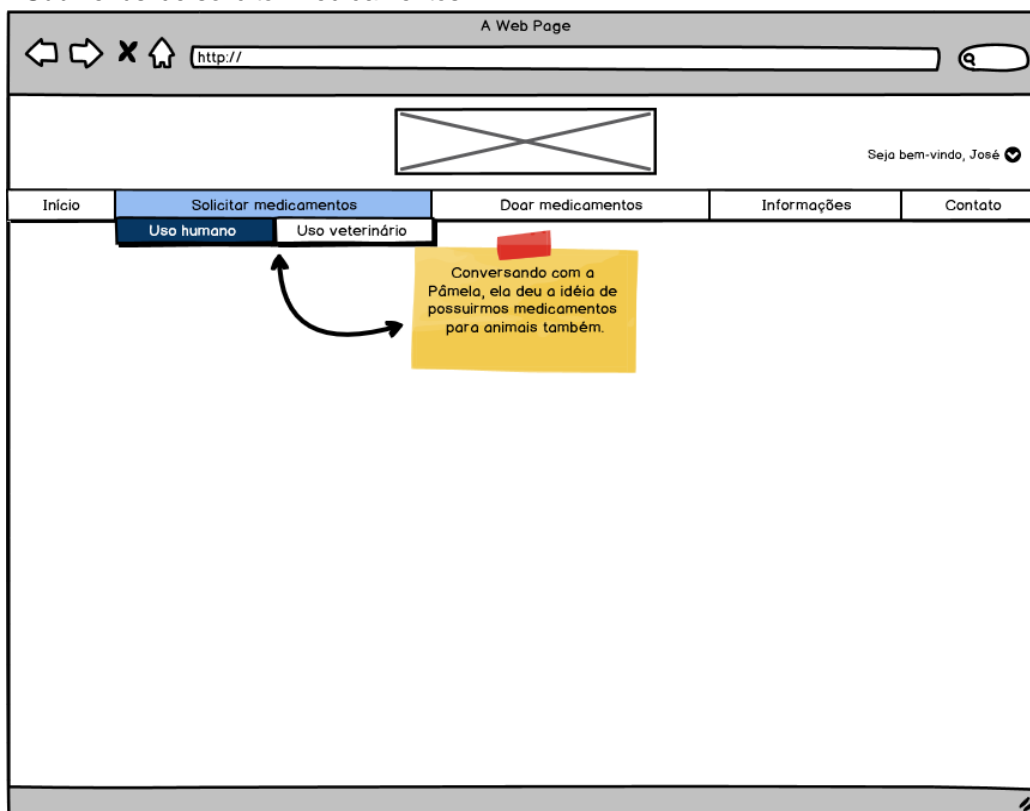 A Web Page
http://
Seja bem-vindo, José
Início Solicitar medicamentos Doar medicamentos Informações Contato
Uso humano Uso veterinário
Conversando com a
Pâmela, ela deu a idéia de
possuirmos medicamentos
para animais também.